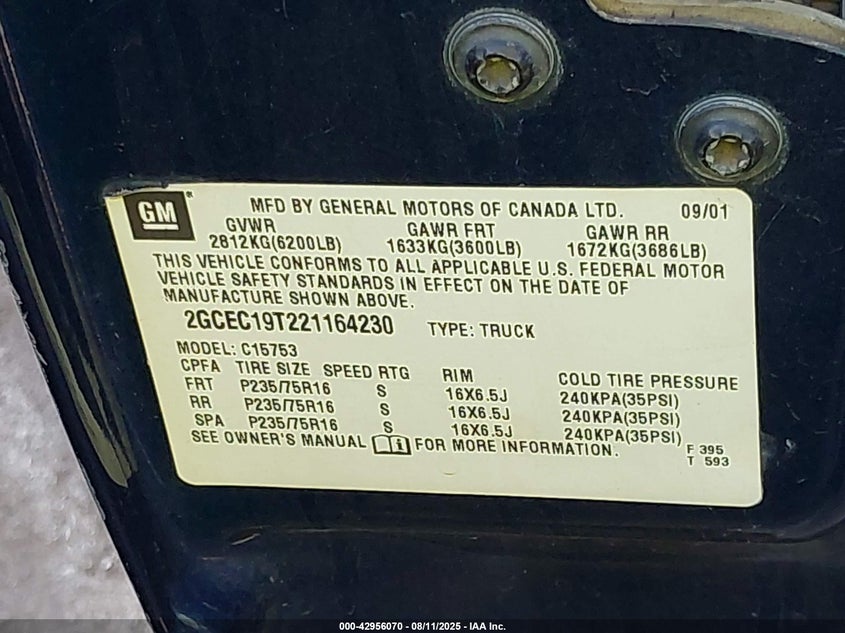 GM
MFD BY GENERAL MOTORS OF CANADA LTD. 09/01
GVWR GAWR FRT GAWR RR
2812KG(6200LB) 1633KG(3600LB) 1672KG(3686LB)
THIS VEHICLE CONFORMS TO ALL APPLICABLE U.S. FEDERAL MOTOR
VEHICLE SAFETY STANDARDS IN EFFECT ON THE DATE OF
MANUFACTURE SHOWN ABOVE.
2GCEC19T221164230 TYPE: TRUCK
MODEL: C15753
CPFA TIRE SIZE SPEED RTG RIM COLD TIRE PRESSURE
FRT P235/75R16 S 16X6.5J 240KPA(35PSI)
RR P235/75R16 S 16X6.5J 240KPA(35PSI)
SPA P235/75R16 S 16X6.5J 240KPA(35PSI)
SEE OWNER'S MANUAL i FOR MORE INFORMATION.
F 395
T 593
000-42956070 - 08/11/2025 - IAA Inc.